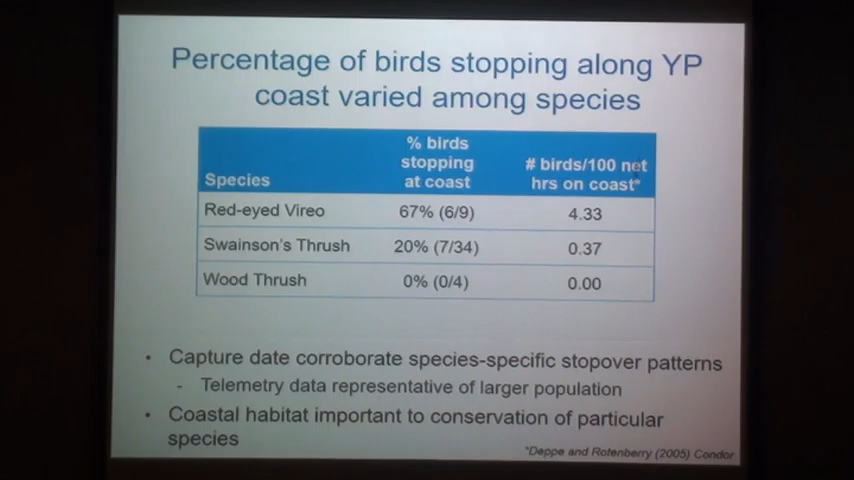 Percentage of birds stopping along YP
coast varied among species
Species % birds stopping at coast # birds/100 net hrs on coast*
Red-eyed Vireo 67% (6/9) 4.33
Swainson's Thrush 20% (7/34) 0.37
Wood Thrush 0% (0/4) 0.00
• Capture date corroborate species-specific stopover patterns
- Telemetry data representative of larger population
• Coastal habitat important to conservation of particular
species
*Deppe and Rotenberry (2005) Condor